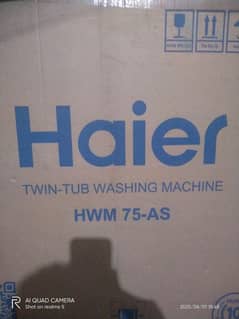 Haier
TWIN-TUB WASHING MACHINE
HWM 75-AS
AI QUAD CAMERA
Shot on realme 5